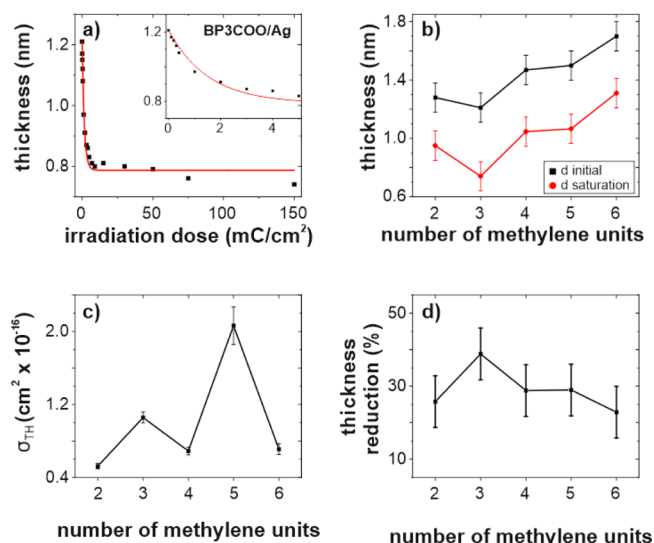 a)
BP3COO/Ag
thickness (nm)
1.2
1.0
0.8
1.2
0.8
0 2 4
0 50 100 150
irradiation dose (mC/cm²)
b)
thickness (nm)
1.8
1.4
1.0
0.6
d initial
d saturation
2 3 4 5 6
number of methylene units
c)
σTH (cm² x 10⁻¹⁶)
2.0
1.2
0.4
2 3 4 5 6
number of methylene units
d)
thickness
reduction (%)
50
30
10
2 3 4 5 6
number of methylene units